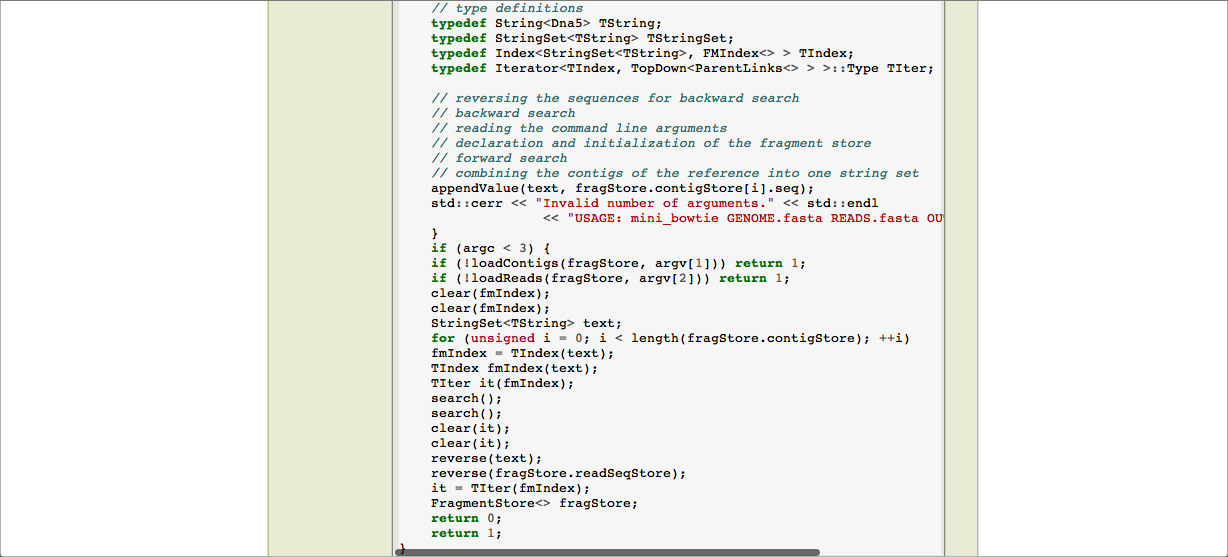 // type definitions
typedef String<Dna5> TString;
typedef StringSet<TString> TStringSet;
typedef Index<StringSet<TString>, FMIndex<> > TIndex;
typedef Iterator<TIndex, TopDown<ParentLinks<> > >::Type TIter;
// reversing the sequences for backward search
// backward search
// reading the command line arguments
// declaration and initialization of the fragment store
// forward search
// combining the contigs of the reference into one string set
appendValue(text, fragStore.contigStore[i].seq);
std::cerr << "Invalid number of arguments." << std::endl
<< "USAGE: mini_bowtie GENOME.fasta READS.fasta OU
}
if (argc < 3) {
if (!loadContigs(fragStore, argv[1])) return 1;
if (!loadReads(fragStore, argv[2])) return 1;
clear(fmIndex);
clear(fmIndex);
StringSet<TString> text;
for (unsigned i = 0; i < length(fragStore.contigStore); ++i)
fmIndex = TIndex(text);
TIndex fmIndex(text);
TIter it(fmIndex);
search();
search();
clear(it);
clear(it);
reverse(text);
reverse(fragStore.readSeqStore);
it = TIter(fmIndex);
FragmentStore<> fragStore;
return 0;
return 1;
}